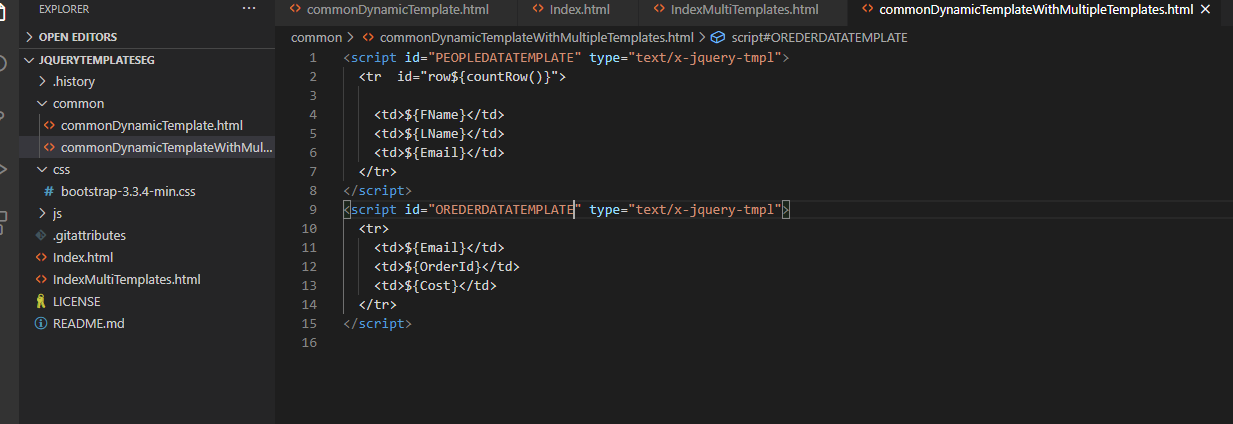 EXPLORER
···
commonDynamicTemplate.html
Index.html
IndexMultiTemplates.html
commonDynamicTemplateWithMultipleTemplates.html
OPEN EDITORS
JQUERYTEMPLATESEG
.history
common
commonDynamicTemplate.html
commonDynamicTemplateWithMul...
css
# bootstrap-3.3.4-min.css
js
.gitattributes
Index.html
IndexMultiTemplates.html
LICENSE
README.md
common > commonDynamicTemplateWithMultipleTemplates.html > script#OREDERDATATEMPLATE
1 <script id="PEOPLEDATATEMPLATE" type="text/x-jquery-tmpl">
2 <tr  id="row${countRow()}">
3
4 <td>${FName}</td>
5 <td>${LName}</td>
6 <td>${Email}</td>
7 </tr>
8 </script>
9 <script id="OREDERDATATEMPLATE" type="text/x-jquery-tmpl">
10 <tr>
11 <td>${Email}</td>
12 <td>${OrderId}</td>
13 <td>${Cost}</td>
14 </tr>
15 </script>
16